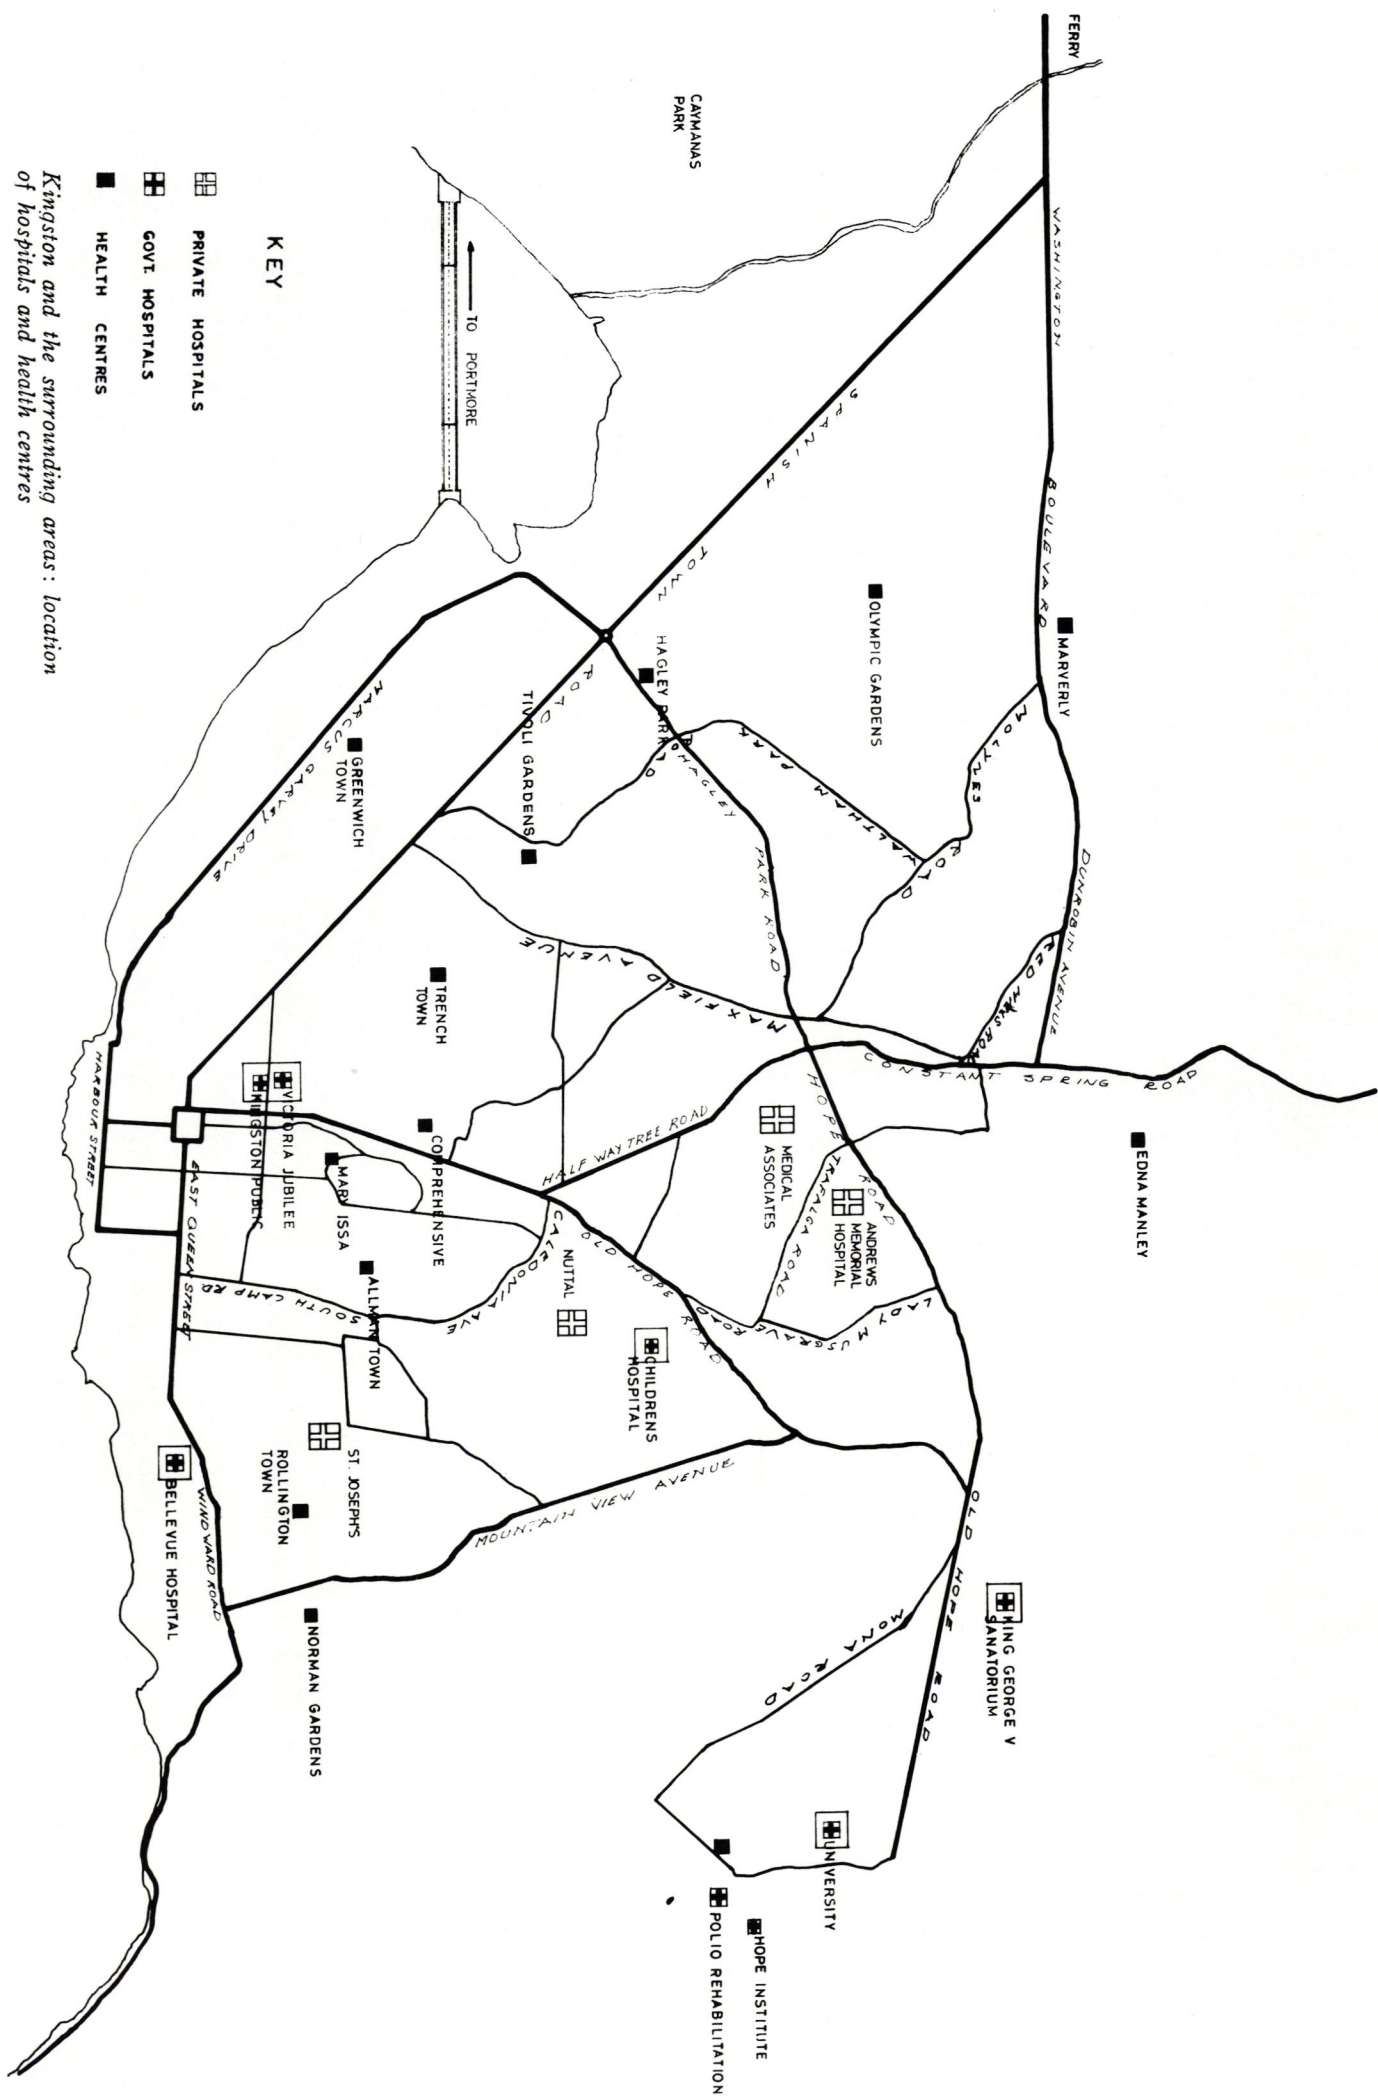 FERRY
CAYMANAS
PARK
WASHINGTON
BOULEVARD
SPANISH
TOWN
ROAD
TO PORTMORE
MARVERLY
OLYMPIC GARDENS
MOLYNES
ROAD
DUNROBIN AVENUE
RED HILLS ROAD
CONSTANT SPRING ROAD
EDNA MANLEY
HAGLEY PARK
HAGLEY
PARK ROAD
WALTHAM PARK
ROAD
TIVOLI GARDENS
GREENWICH
TOWN
MARCUS GARVEY DRIVE
MAXFIELD AVENUE
TRENCH
TOWN
HALF WAY TREE ROAD
HOPE
ROAD
MEDICAL
ASSOCIATES
TRAFALGA ROAD
ANDREWS
MEMORIAL
HOSPITAL
LADY MUSGRAVE ROAD
COMPREHENSIVE
VICTORIA JUBILEE
KINGSTON PUBLIC
MARY ISSA
HARBOUR STREET
EAST QUEEN STREET
SOUTH CAMP RD
CALEDONIA AVE
OLD HOPE
ROAD
NUTTAL
CHILDRENS
HOSPITAL
ALLMAN TOWN
ST. JOSEPH'S
ROLLINGTON
TOWN
MOUNTAIN VIEW AVENUE
BELLEVUE HOSPITAL
WINDWARD ROAD
NORMAN GARDENS
OLD HOPE ROAD
KING GEORGE V
SANATORIUM
MONA ROAD
UNIVERSITY
HOPE INSTITUTE
POLIO REHABILITATION
KEY
PRIVATE HOSPITALS
GOVT. HOSPITALS
HEALTH CENTRES
Kingston and the surrounding areas: location
of hospitals and health centres